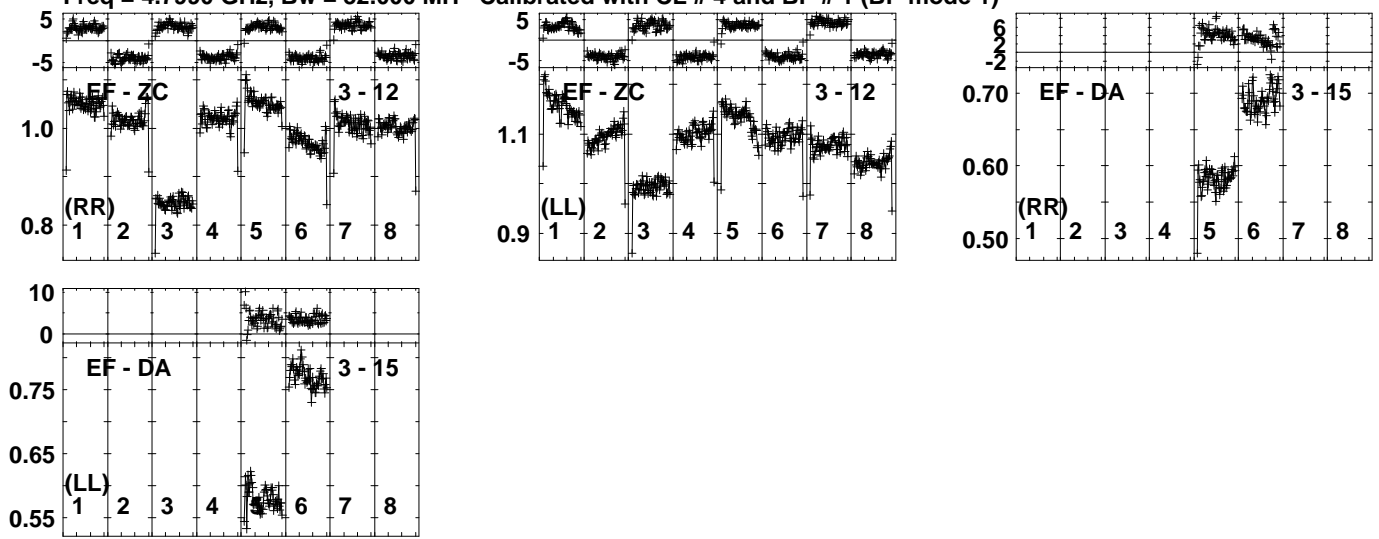 Freq = GHz, Bw = MH Calibrated with CL # 4 and BP # 1 (BP mode 1)
5
-5
EF - ZC 3 - 12
1.0
(RR)
0.8
1 2 3 4 5 6 7 8
5
-5
EF - ZC 3 - 12
1.1
(LL)
0.9
1 2 3 4 5 6 7 8
6
2
-2
0.70 EF - DA 3 - 15
0.60
(RR)
0.50
1 2 3 4 5 6 7 8
10
0
EF - DA 3 - 15
0.75
0.65
(LL)
0.55
1 2 3 4 5 6 7 8